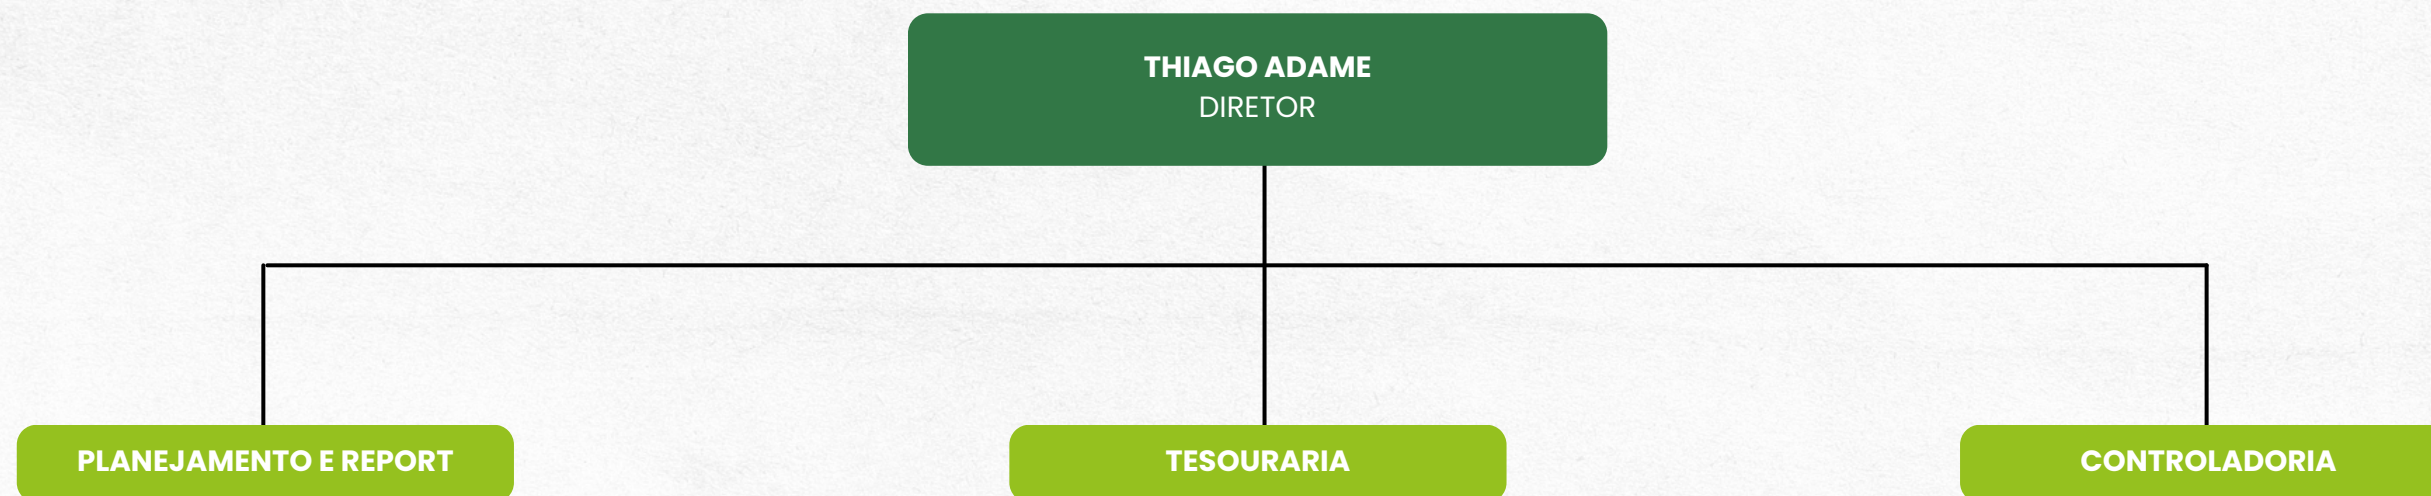 THIAGO ADAME
DIRETOR
PLANEJAMENTO E REPORT
TESOURARIA
CONTROLADORIA